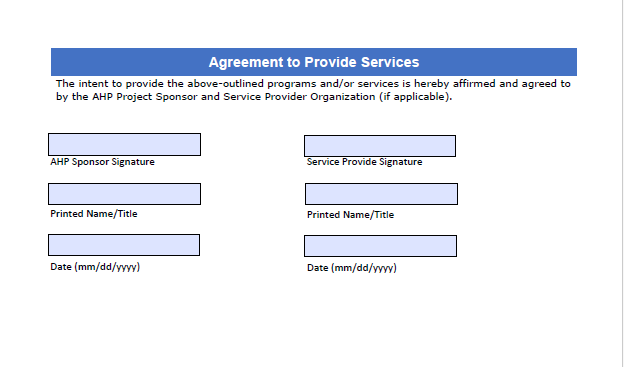 Agreement to Provide Services
The intent to provide the above-outlined programs and/or services is hereby affirmed and agreed to
by the AHP Project Sponsor and Service Provider Organization (if applicable).
AHP Sponsor Signature
Service Provide Signature
Printed Name/Title
Printed Name/Title
Date (mm/dd/yyyy)
Date (mm/dd/yyyy)